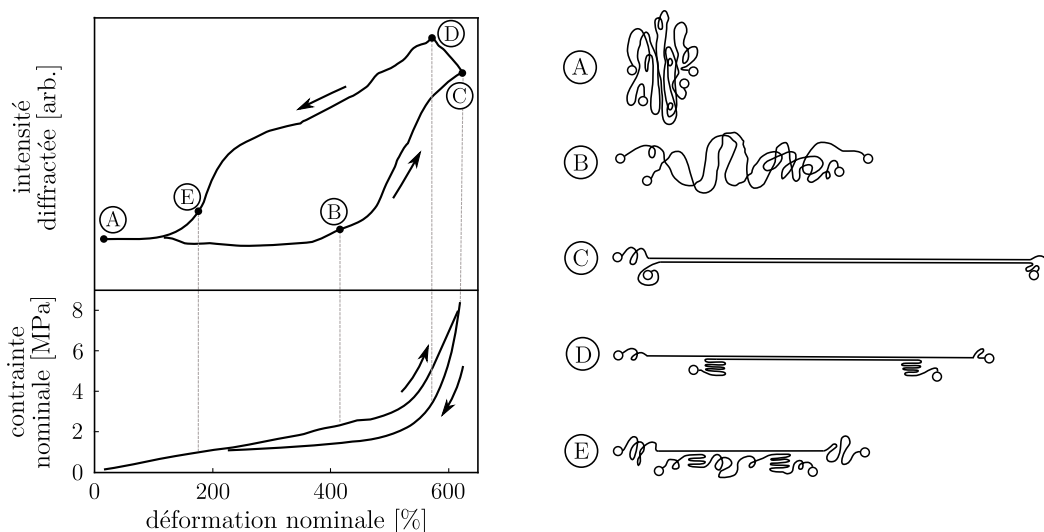 intensité
diffractée [arb.]
A
B
C
D
E
contrainte
nominale [MPa]
8
6
4
2
0
0
200
400
600
déformation nominale [%]
A
B
C
D
E